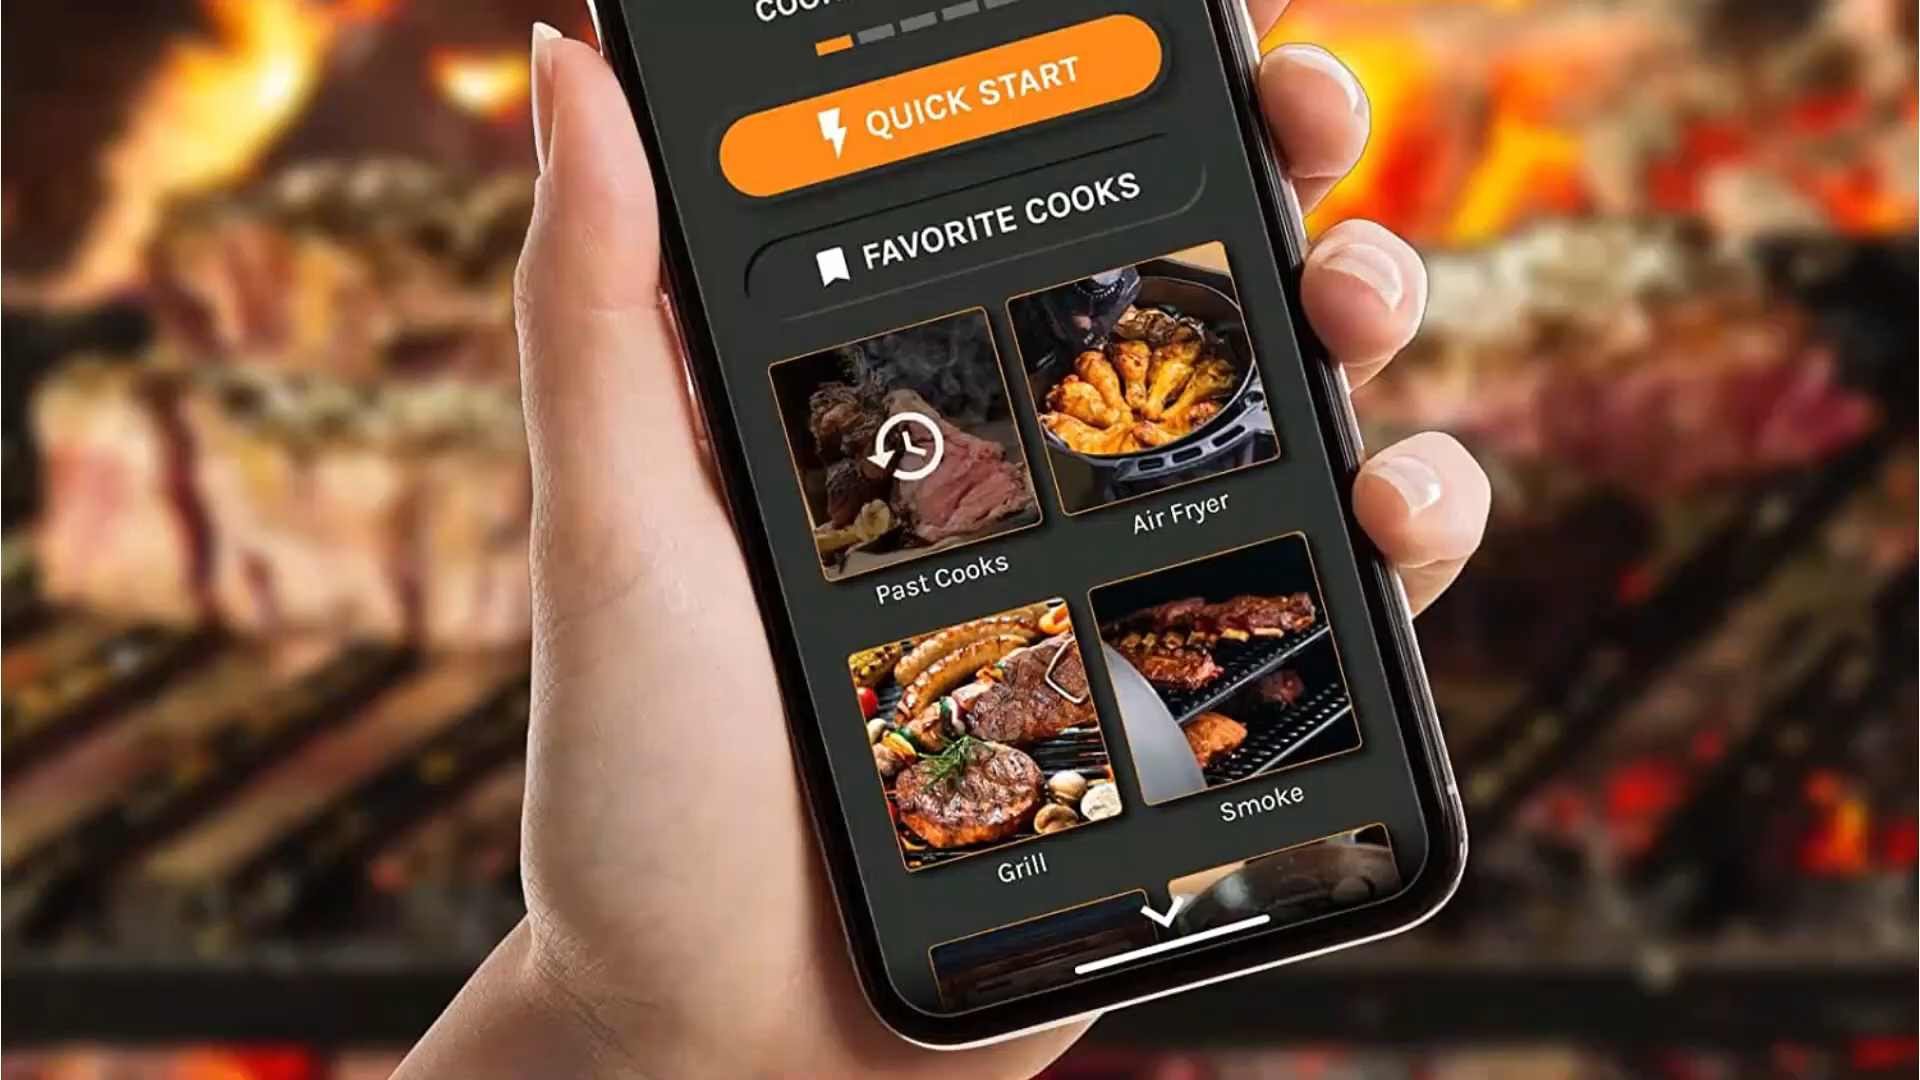 QUICK START
FAVORITE COOKS
Past Cooks
Air Fryer
Grill
Smoke